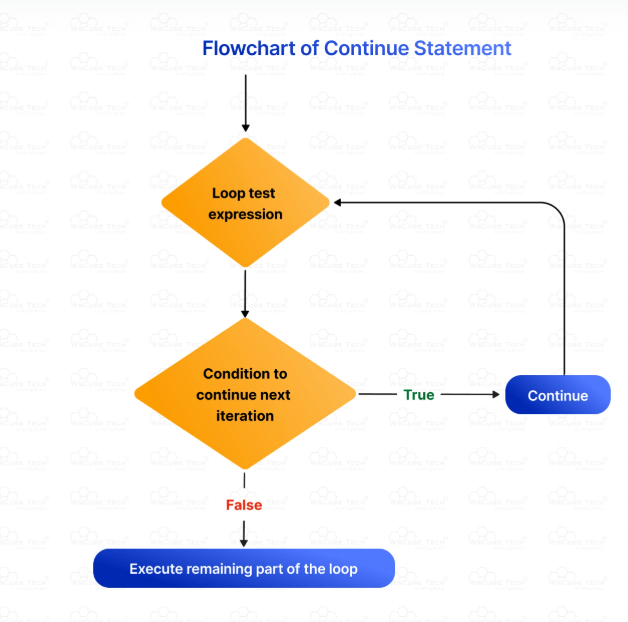 Flowchart of Continue Statement
Loop test
expression
Condition to
continue next
iteration
True
Continue
False
Execute remaining part of the loop